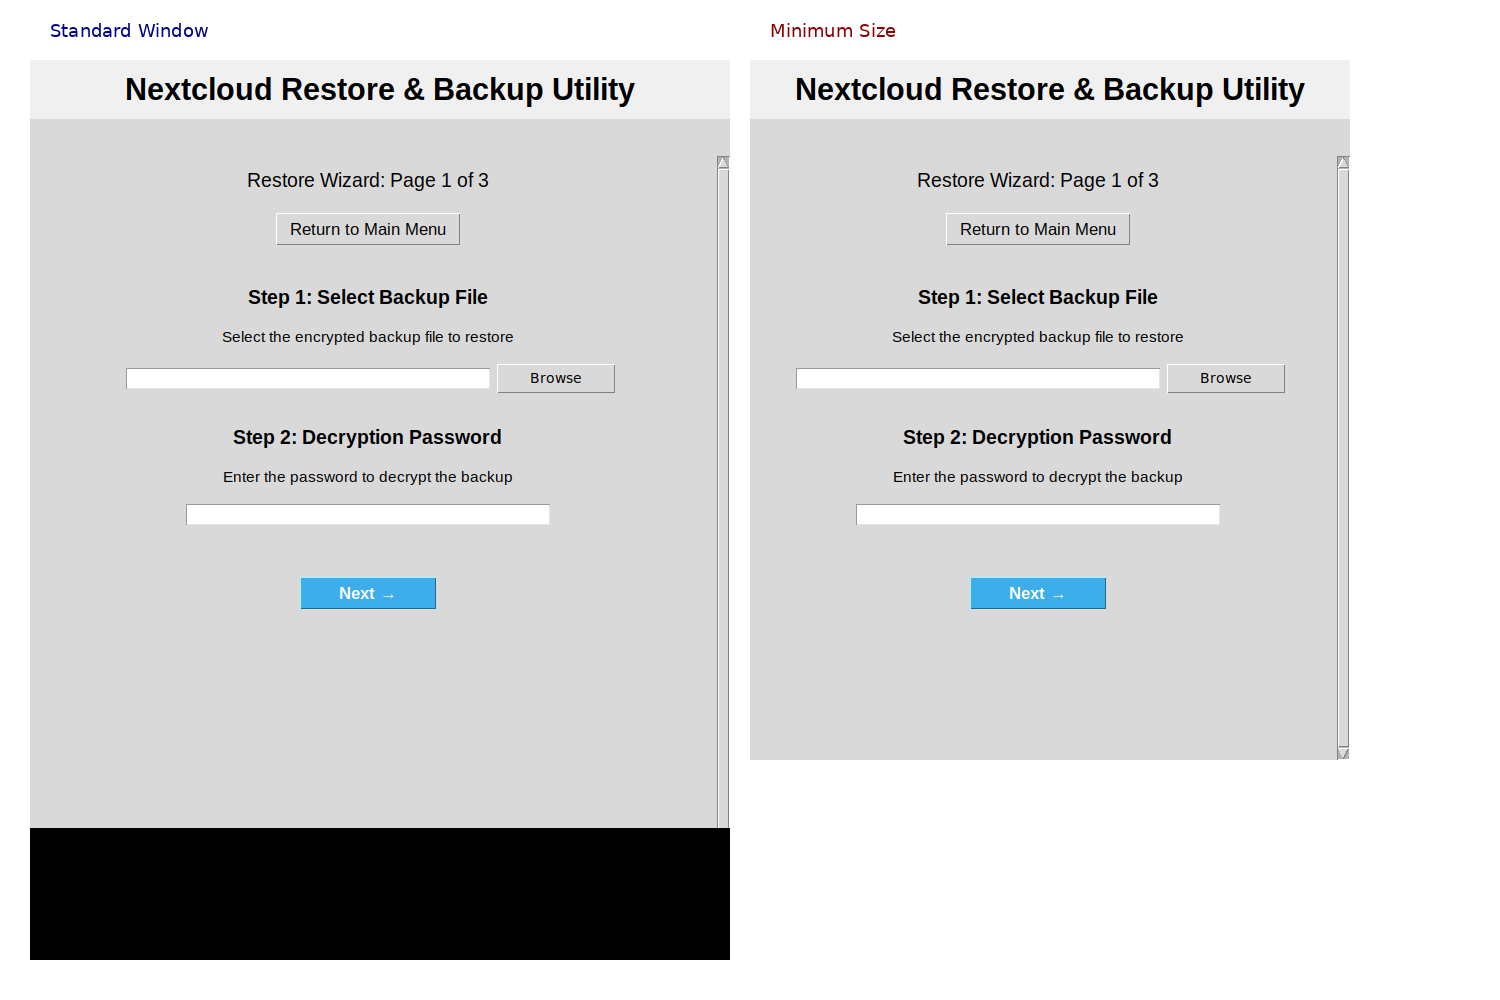 Standard Window
Nextcloud Restore & Backup Utility
Restore Wizard: Page 1 of 3
Return to Main Menu
Step 1: Select Backup File
Select the encrypted backup file to restore
Browse
Step 2: Decryption Password
Enter the password to decrypt the backup
Next →
Minimum Size
Nextcloud Restore & Backup Utility
Restore Wizard: Page 1 of 3
Return to Main Menu
Step 1: Select Backup File
Select the encrypted backup file to restore
Browse
Step 2: Decryption Password
Enter the password to decrypt the backup
Next →